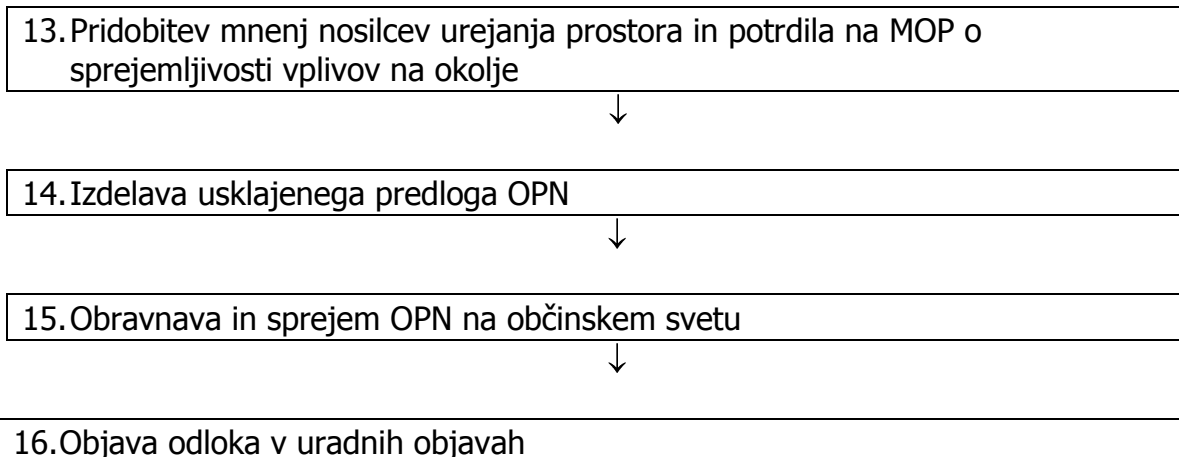 13. Pridobitev mnenj nosilcev urejanja prostora in potrdila na MOP o
sprejemljivosti vplivov na okolje
↓
14. Izdelava usklajenega predloga OPN
↓
15. Obravnava in sprejem OPN na občinskem svetu
↓
16. Objava odloka v uradnih objavah